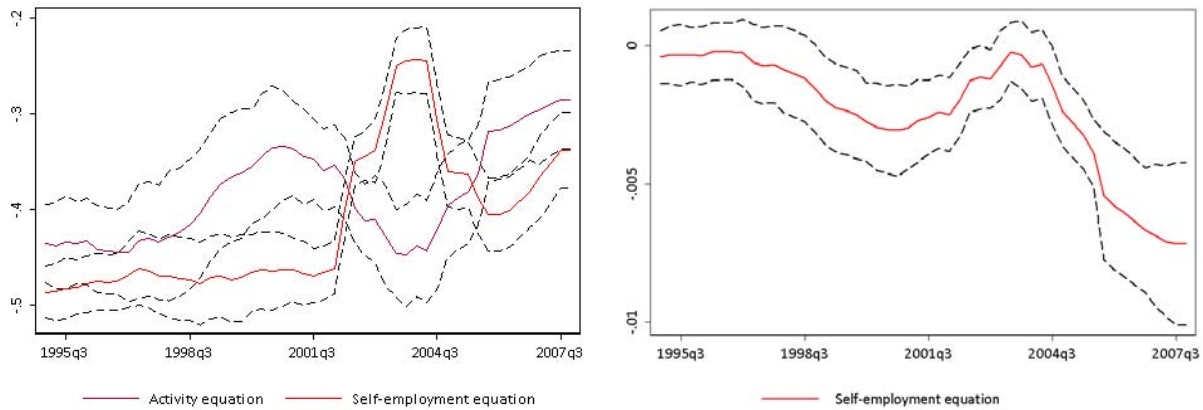 -.2
-.3
-.4
-.5
1995q3 1998q3 2001q3 2004q3 2007q3
Activity equation Self-employment equation
0
-.005
-.01
1995q3 1998q3 2001q3 2004q3 2007q3
Self-employment equation